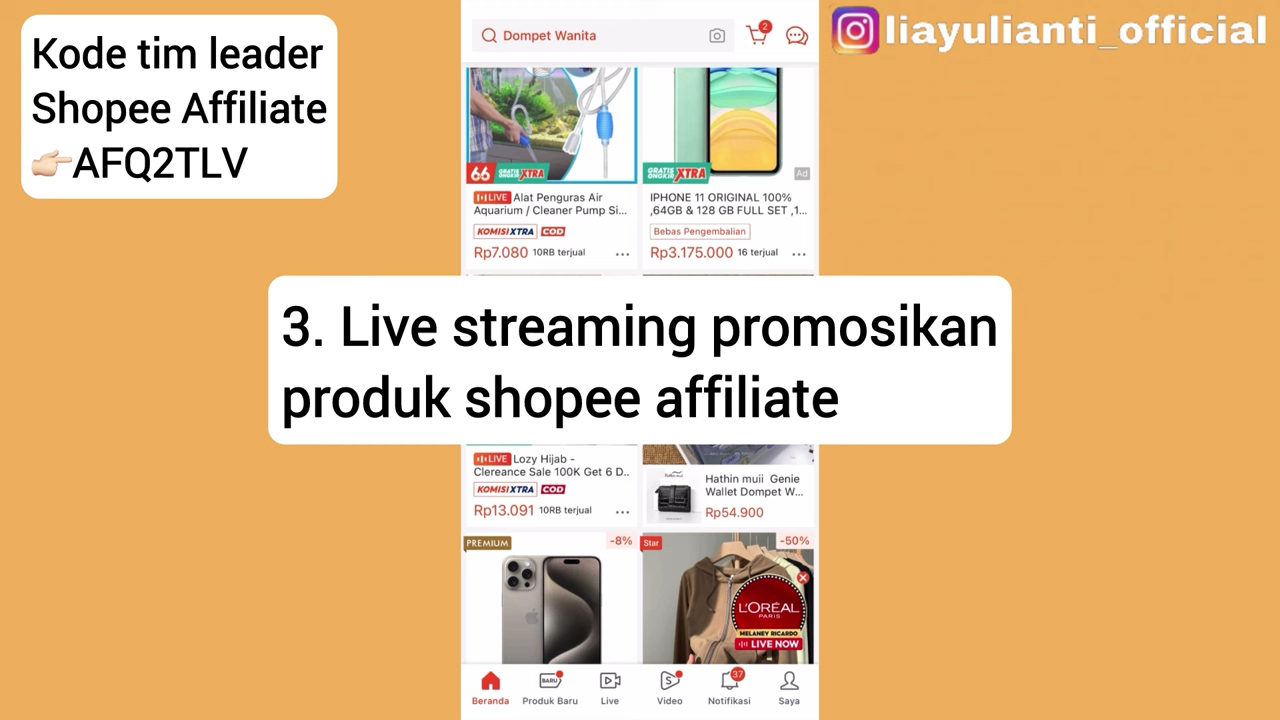 Kode tim leader
Shopee Affiliate
👉🏻AFQ2TLV
liayulianti_official
Dompet Wanita
2
66 GRATIS ONGKIR XTRA
GRATIS ONGKIR XTRA
Ad
LIVE Alat Penguras Air
Aquarium / Cleaner Pump Si...
KOMISI XTRA COD
Rp7.080 10RB terjual
IPHONE 11 ORIGINAL 100%
,64GB & 128 GB FULL SET ,1...
Bebas Pengembalian
Rp3.175.000 16 terjual
3. Live streaming promosikan
produk shopee affiliate
LIVE Lozy Hijab -
Clereance Sale 100K Get 6 D..
KOMISI XTRA COD
Rp13.091 10RB terjual
Hathin muii Genie
Wallet Dompet W...
Rp54.900
PREMIUM
-8%
Star
-50%
L'ORÉAL
PARIS
MELANEY RICARDO
LIVE NOW
Beranda
BARU
Produk Baru
Live
Video
37
Notifikasi
Saya